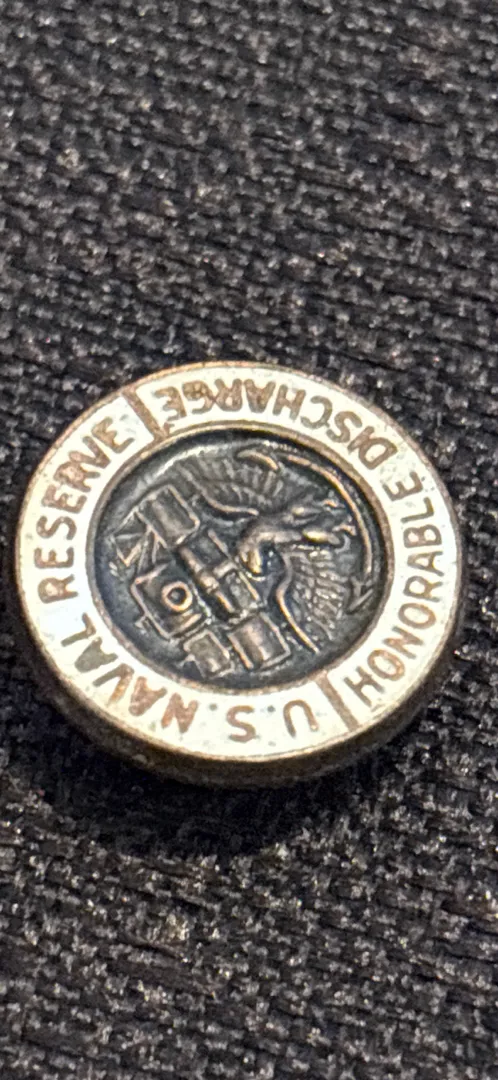 U.S. NAVAL RESERVE
HONORABLE DISCHARGE